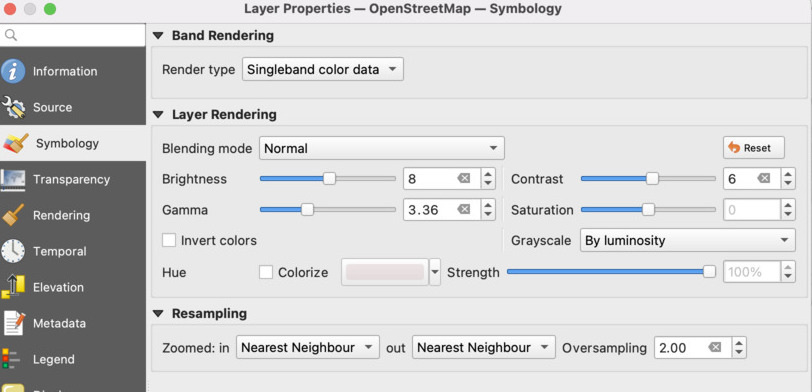 Layer Properties — OpenStreetMap — Symbology
Band Rendering
Information
Render type Singleband color data
Source
Layer Rendering
Symbology
Blending mode Normal Reset
Transparency
Brightness 8 Contrast 6
Rendering
Gamma 3.36 Saturation 0
Temporal
Invert colors Grayscale By luminosity
Elevation
Hue Colorize Strength 100%
Metadata
Resampling
Legend
Zoomed: in Nearest Neighbour out Nearest Neighbour Oversampling 2.00